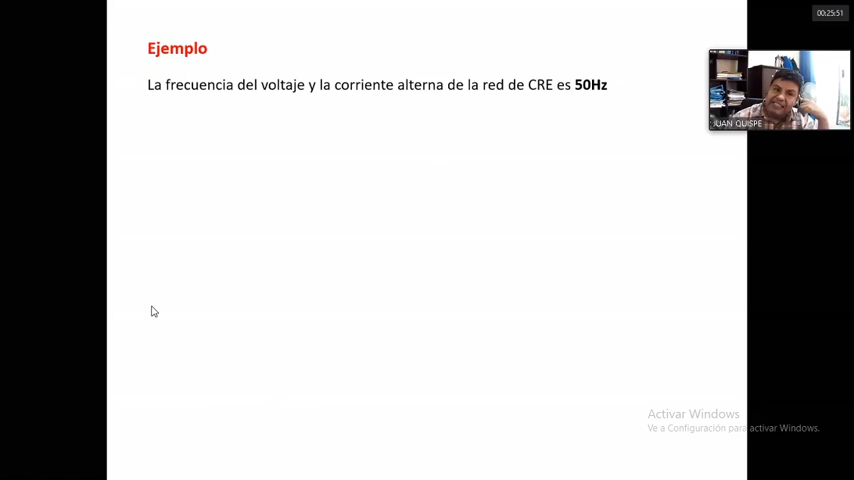 00:25:51
Ejemplo
La frecuencia del voltaje y la corriente alterna de la red de CRE es 50Hz
JUAN QUISPE
Activar Windows
Ve a Configuración para activar Windows.